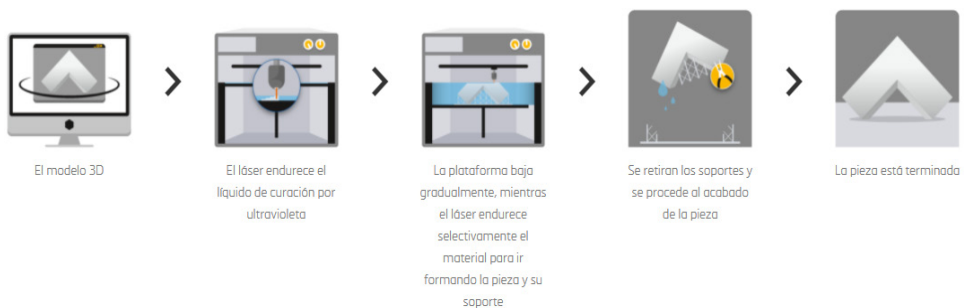 El modelo 3D
El láser endurece el
líquido de curación por
ultravioleta
La plataforma baja
gradualmente, mientras
el láser endurece
selectivamente el
material para ir
formando la pieza y su
soporte
Se retiran los soportes y
se procede al acabado
de la pieza
La pieza está terminada